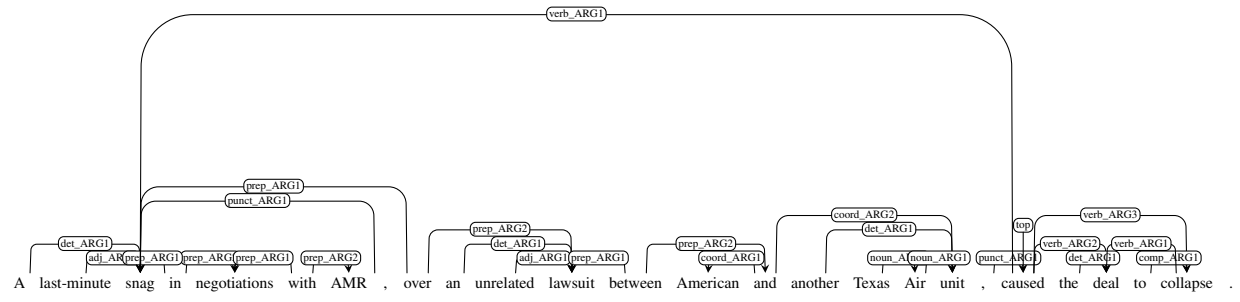 verb_ARG1
prep_ARG1
punct_ARG1
coord_ARG2 verb_ARG3
top
prep_ARG2 det_ARG1
det_ARG1 det_ARG1 prep_ARG2 verb_ARG2 verb_ARG1
prep_ARG1 prep_ARG1 prep_ARG2 adj_ARG1 prep_ARG1 coord_ARG1 noun_ARG1 punct_ARG1 det_ARG1 comp_ARG1
A last-minute snag in negotiations with AMR , over an unrelated lawsuit between American and another Texas Air unit , caused the deal to collapse .